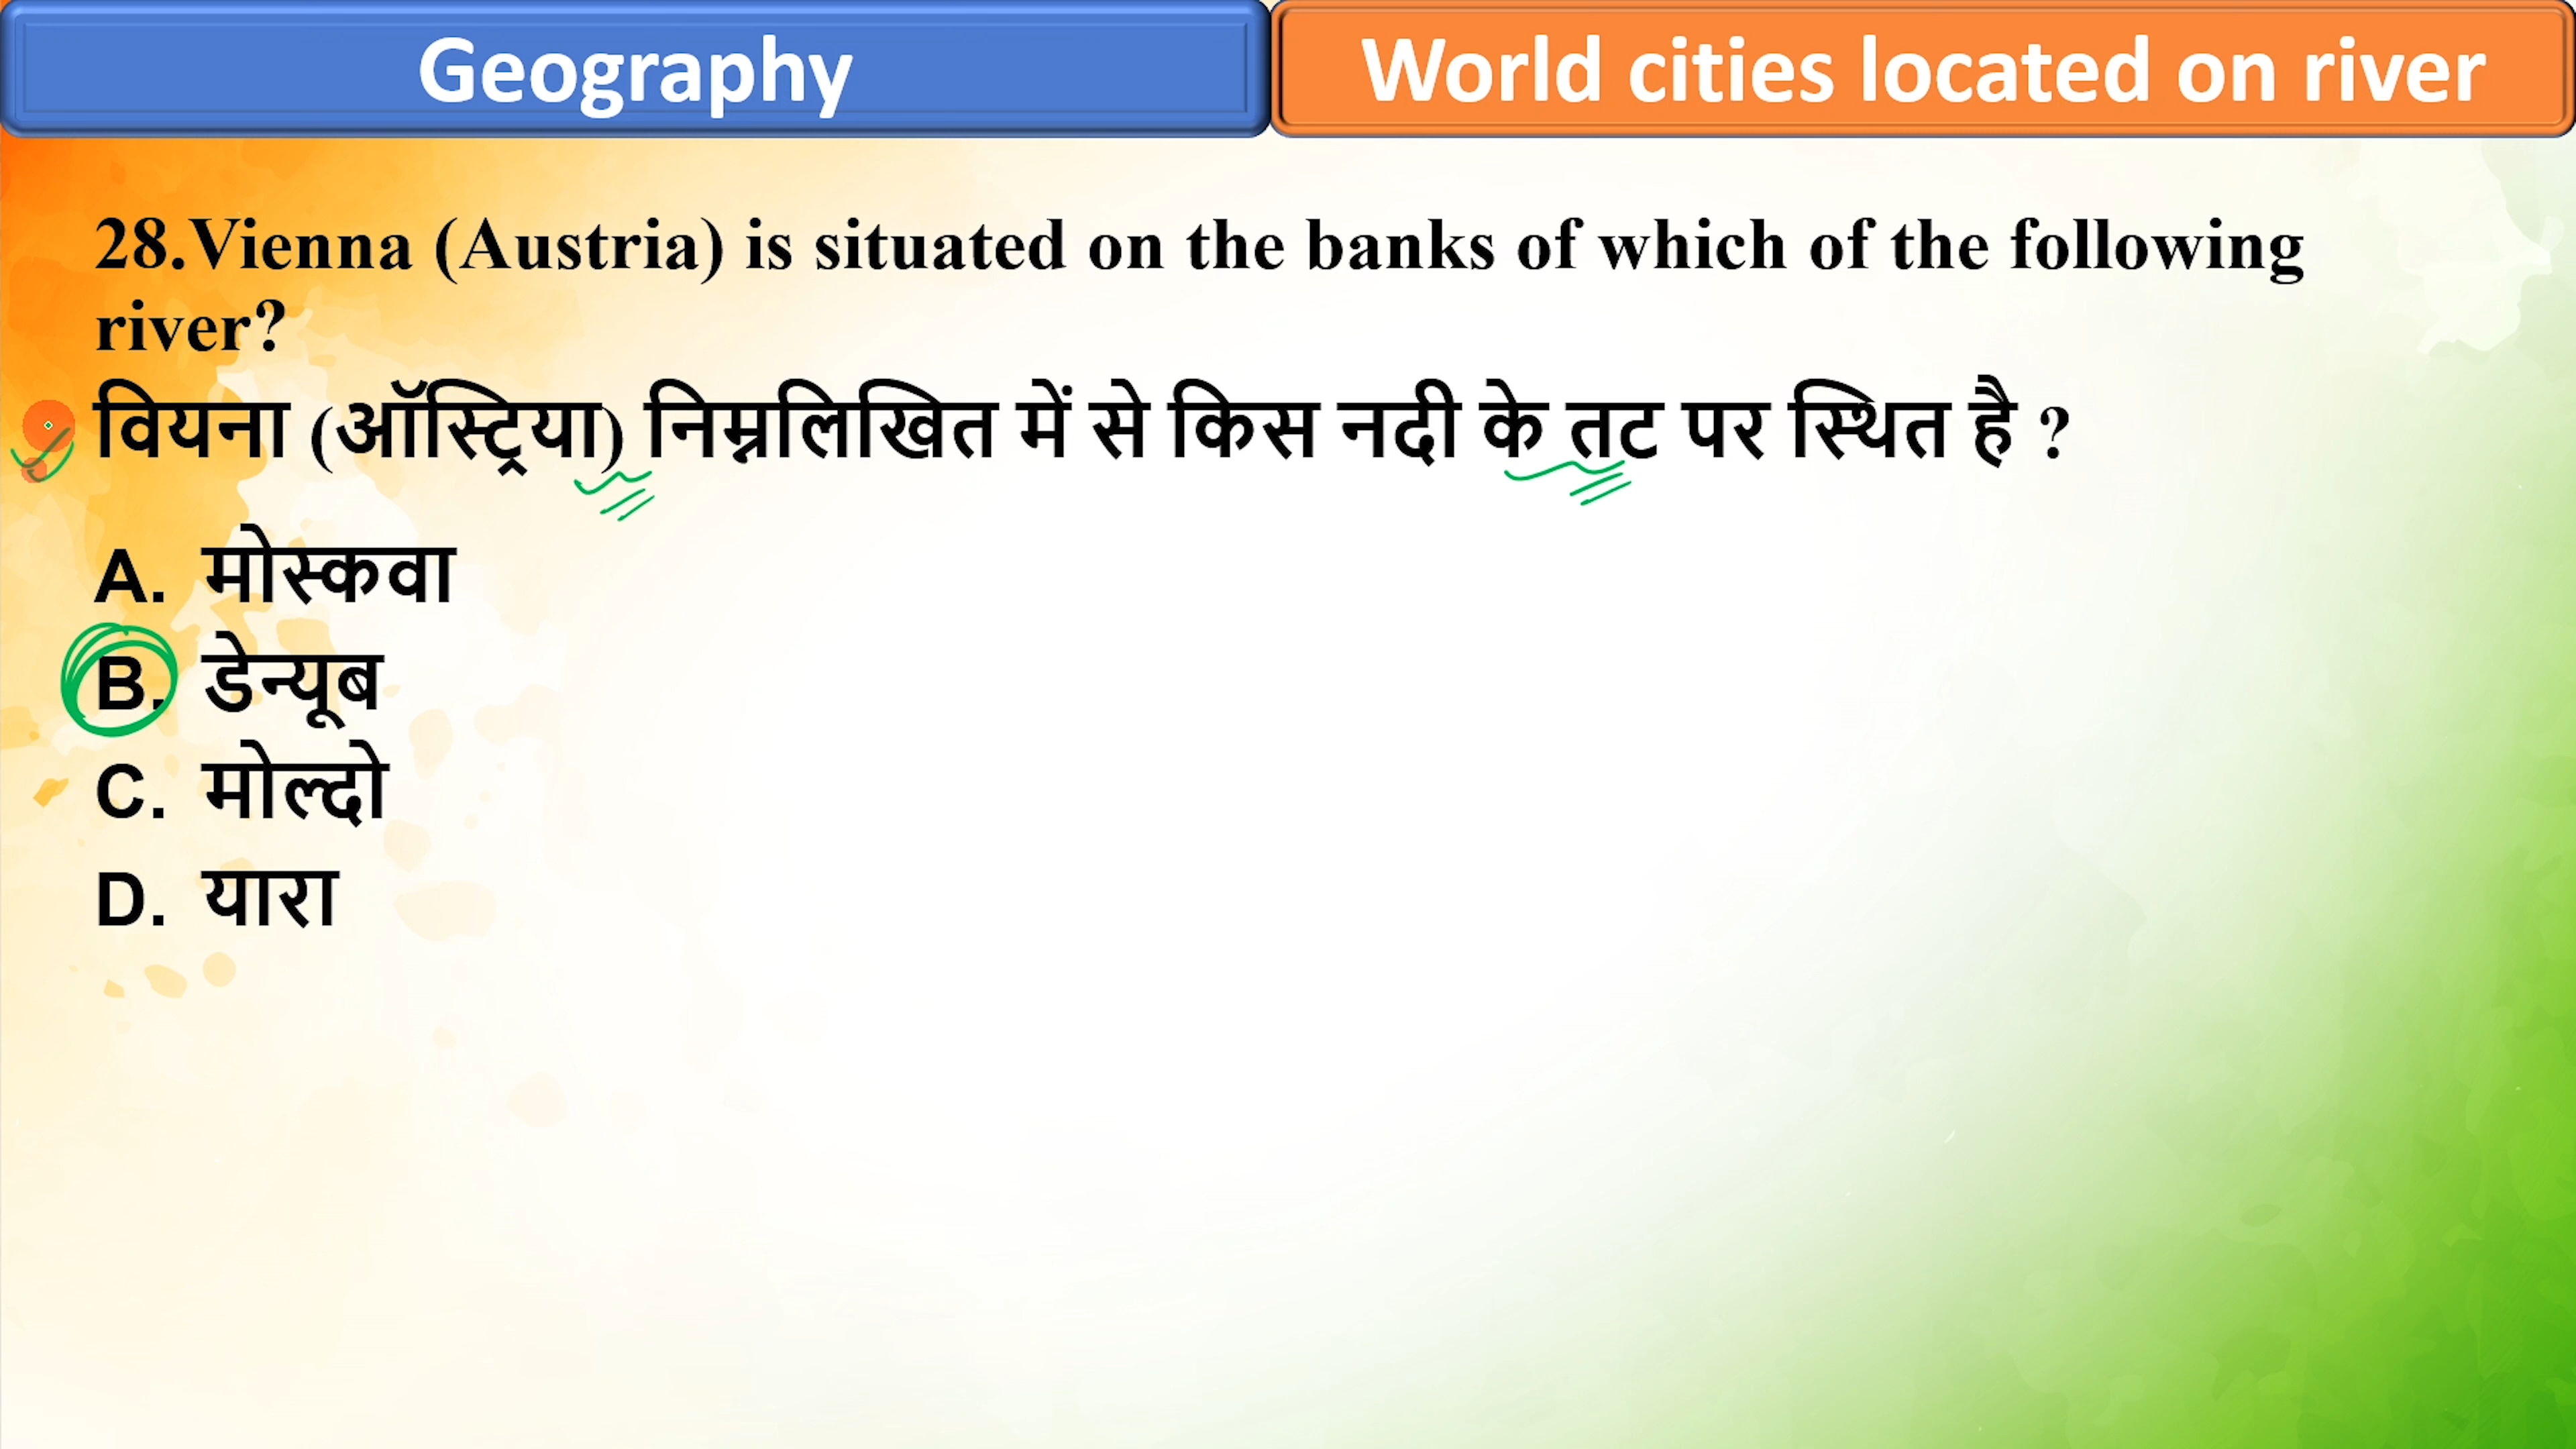 Geography
World cities located on river
28.Vienna (Austria) is situated on the banks of which of the following
river?
वियना (ऑस्ट्रिया) निम्नलिखित में से किस नदी के तट पर स्थित है ?
A. मोस्कवा
B. डेन्यूब
C. मोल्दो
D. यारा